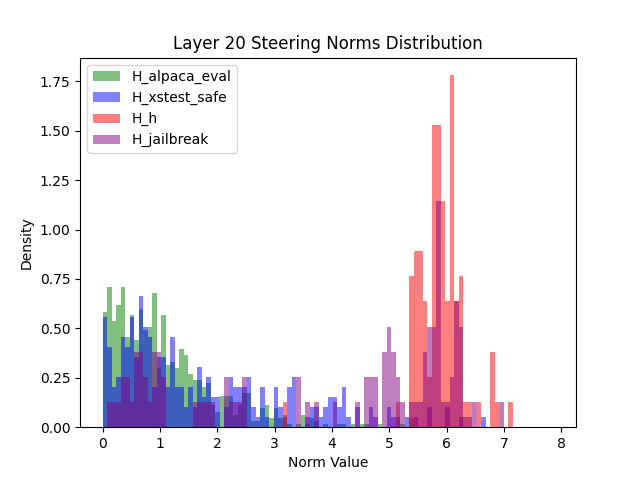 Layer 20 Steering Norms Distribution
H_alpaca_eval
H_xstest_safe
H_h
H_jailbreak
Density
1.75
1.50
1.25
1.00
0.75
0.50
0.25
0.00
0 1 2 3 4 5 6 7 8
Norm Value